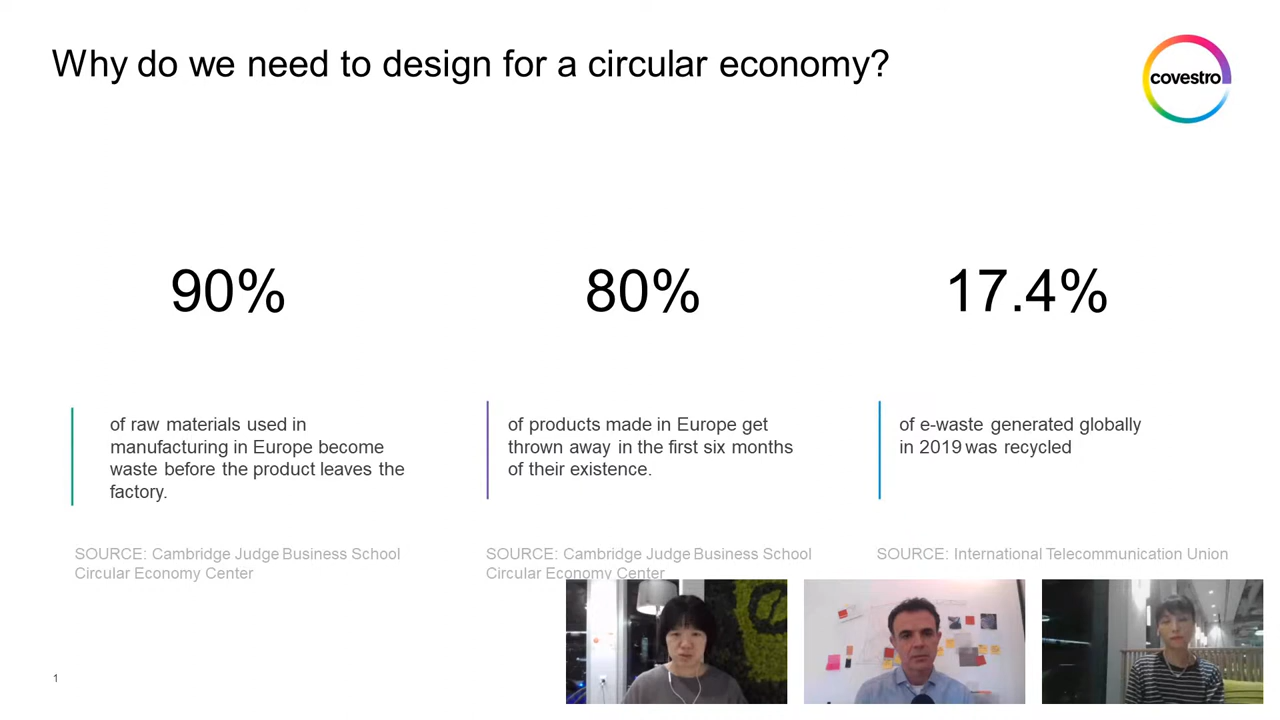 Why do we need to design for a circular economy?
covestro
90%
80%
17.4%
of raw materials used in
manufacturing in Europe become
waste before the product leaves the
factory.
of products made in Europe get
thrown away in the first six months
of their existence.
of e-waste generated globally
in 2019 was recycled
SOURCE: Cambridge Judge Business School
Circular Economy Center
SOURCE: Cambridge Judge Business School
Circular Economy Center
SOURCE: International Telecommunication Union
1